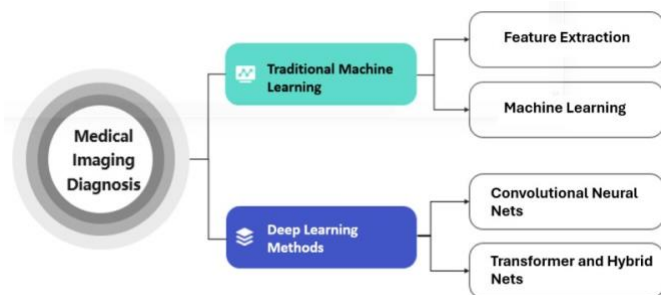 Medical
Imaging
Diagnosis
Traditional Machine
Learning
Feature Extraction
Machine Learning
Deep Learning
Methods
Convolutional Neural
Nets
Transformer and Hybrid
Nets